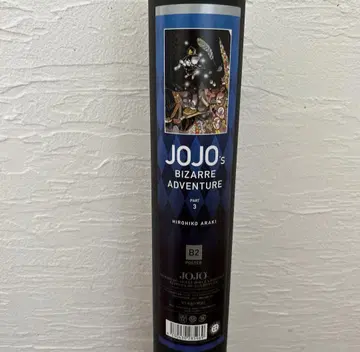 JOJO's
BIZARRE
ADVENTURE
PART
3
HIROHIKO ARAKI
B2
POSTER
JOJO